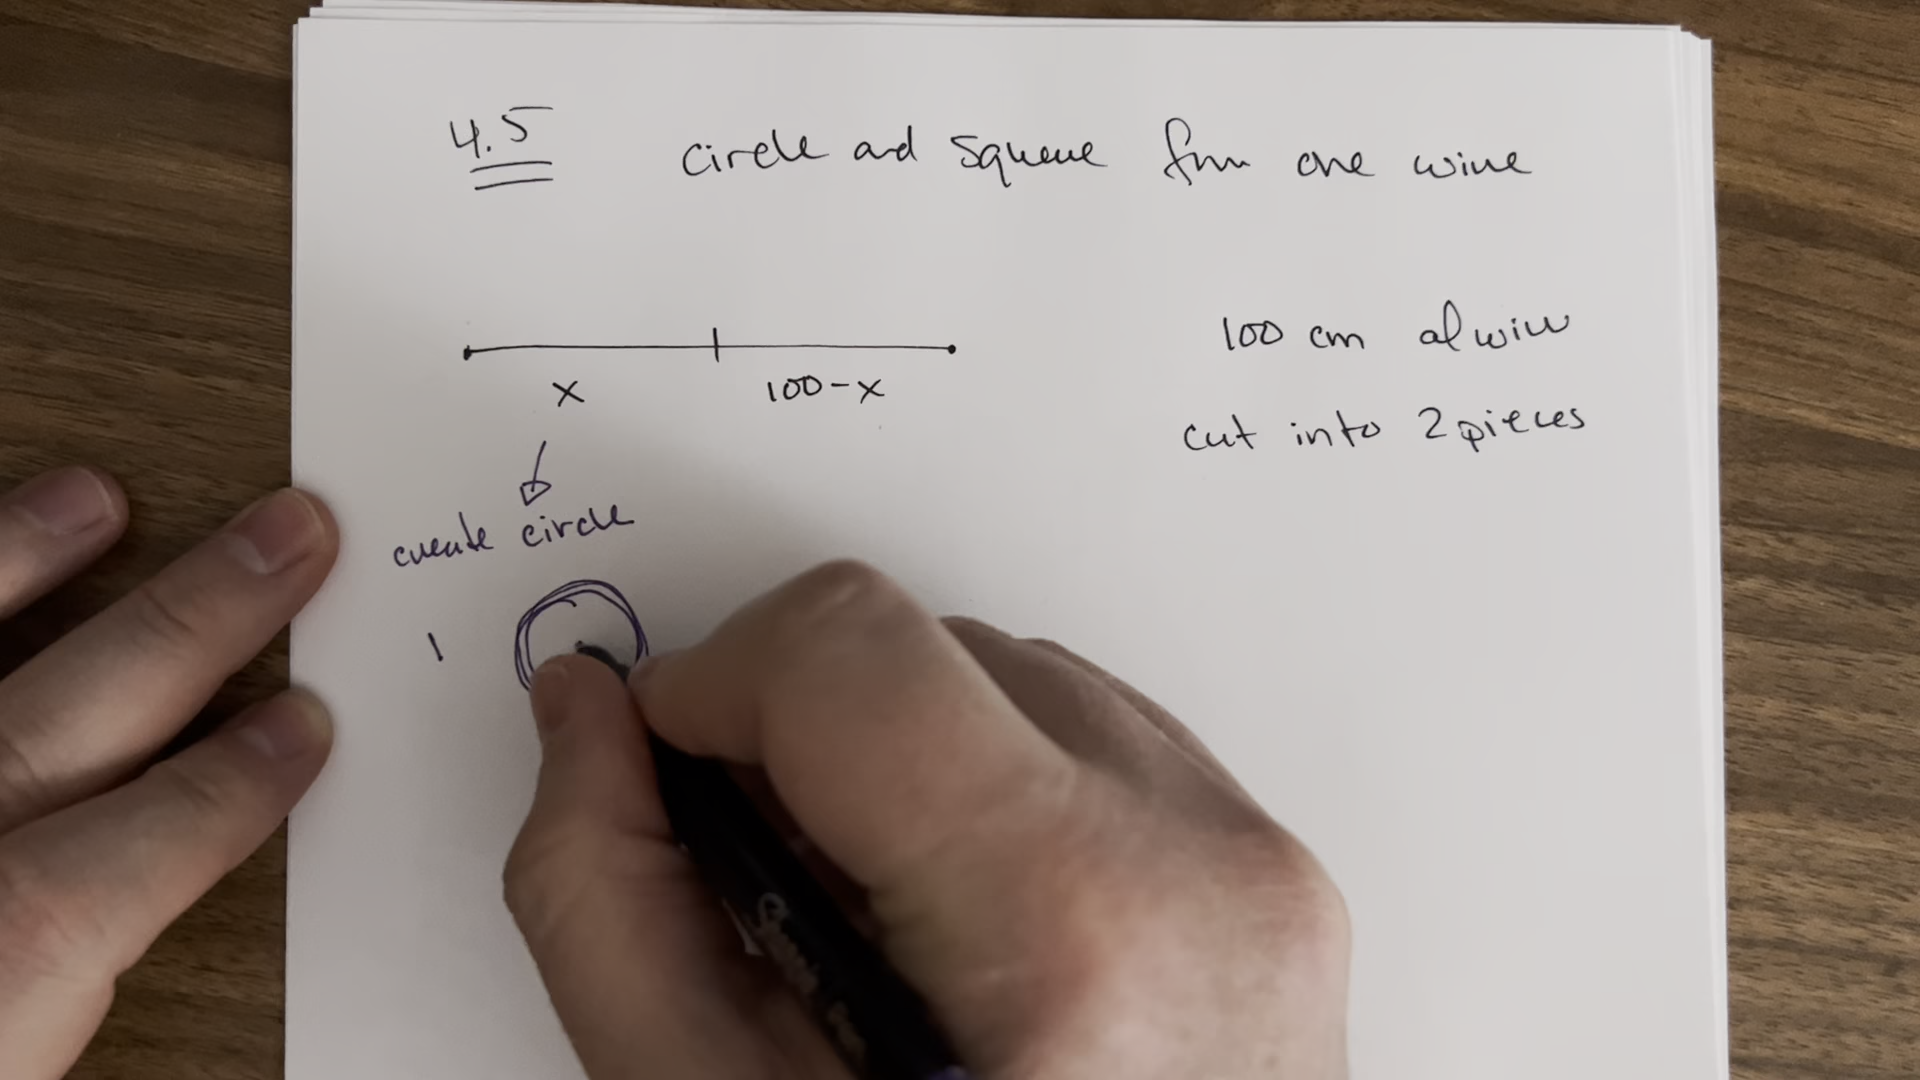 4.5 circle and square from one wire
100 cm of wire
cut into 2 pieces
x 100-x
create circle
Sharpie